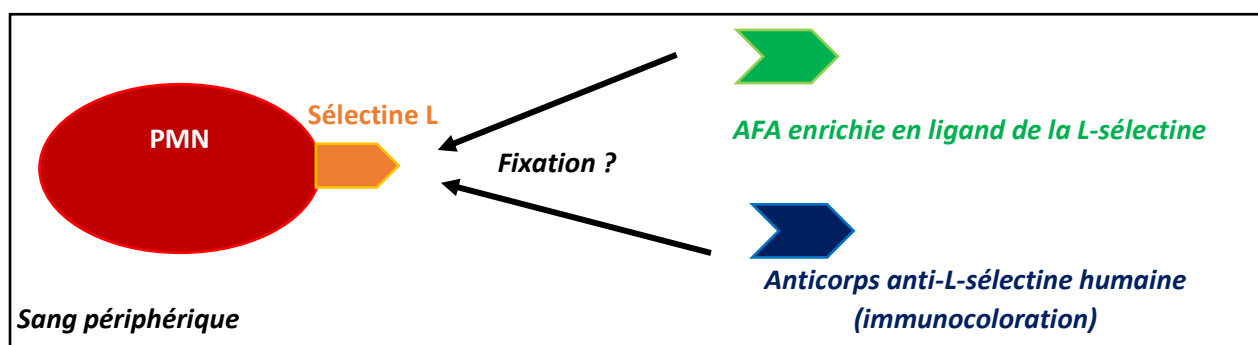 PMN
Sélectine L
Fixation ?
AFA enrichie en ligand de la L-sélectine
Anticorps anti-L-sélectine humaine
(immunocoloration)
Sang périphérique